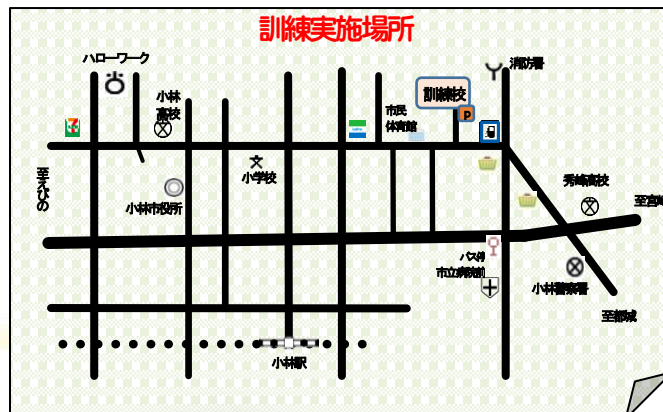 訓練実施場所
ハローワーク
消防署
訓練校
P
小林
高校
市民
体育館
7
至えびの
小学校
小林市役所
秀峰高校
至宮崎
バス停
市立病院前
小林警察署
至都城
小林駅